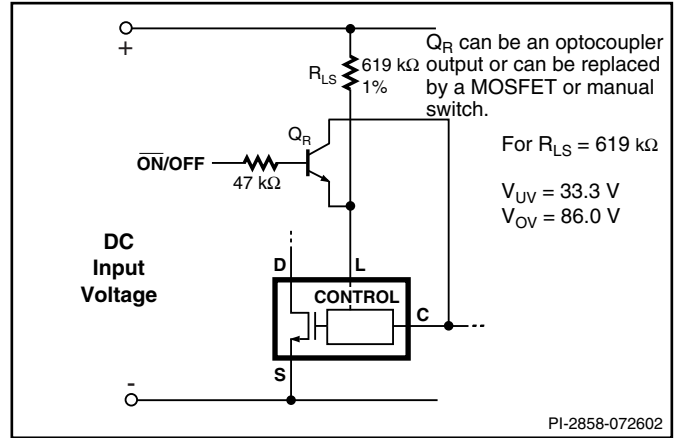 +
R_LS
619 kΩ
1%
Q_R can be an optocoupler
output or can be replaced
by a MOSFET or manual
switch.
Q_R
O̅N̅/OFF
47 kΩ
For R_LS = 619 kΩ
V_UV = 33.3 V
V_OV = 86.0 V
DC
Input
Voltage
D
L
CONTROL
C
S
-
PI-2858-072602